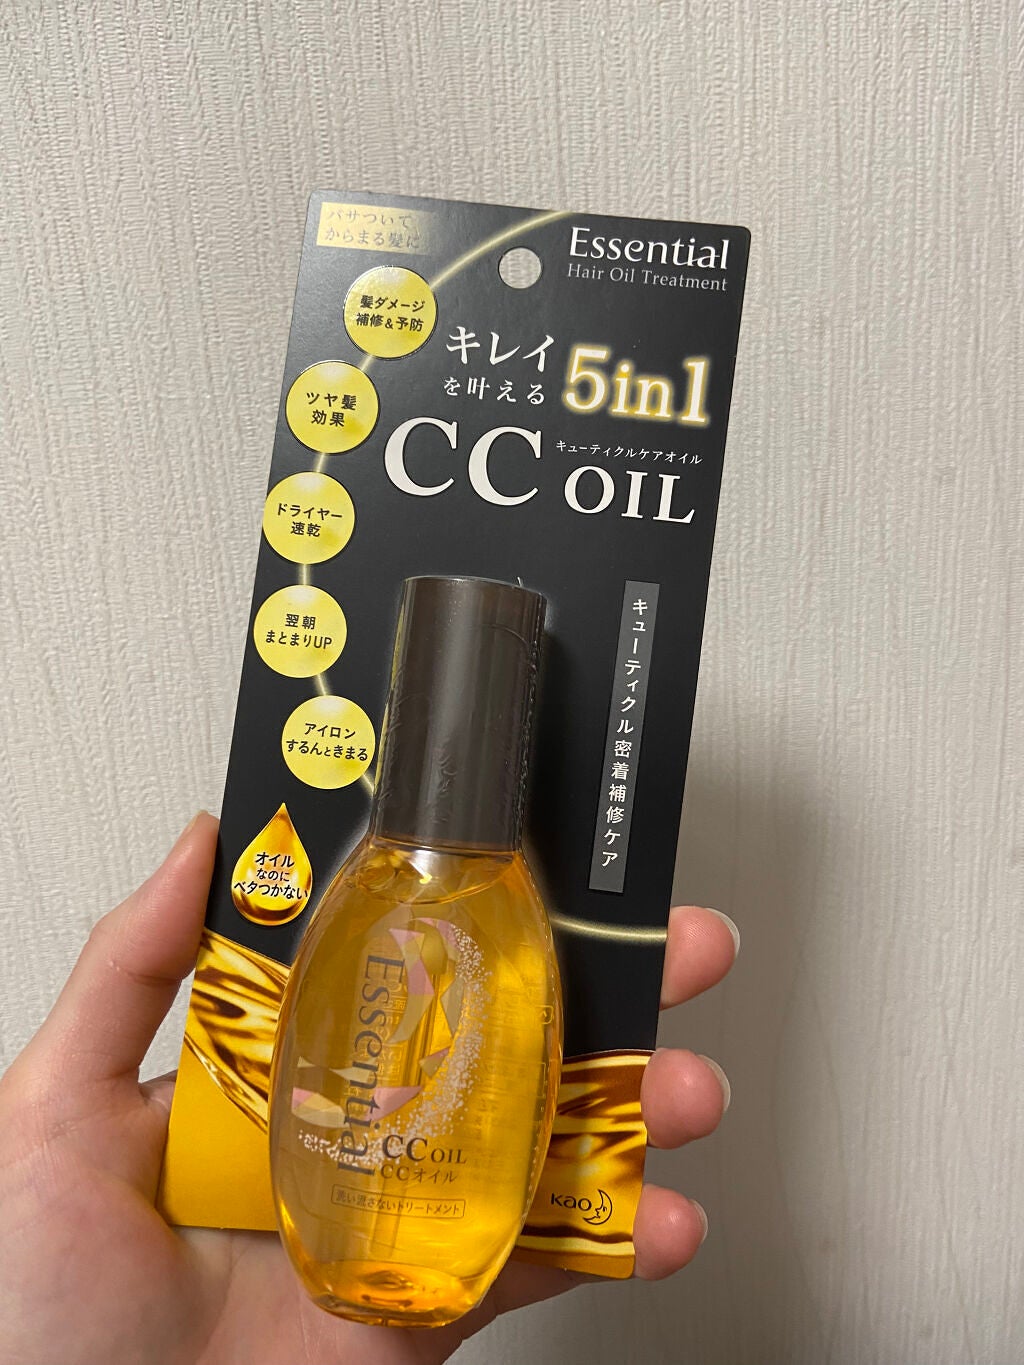 パサついて
からまる髪に
Essential
Hair Oil Treatment
髪ダメージ
補修&予防
キレイ
を叶える
5in1
ツヤ髪
効果
キューティクルケアオイル
CC OIL
ドライヤー
速乾
翌朝
まとまりUP
アイロン
するんときまる
キューティクル密着補修ケア
オイル
なのに
ベタつかない
Essential
CC OIL
CCオイル
洗い流さないトリートメント
Kao